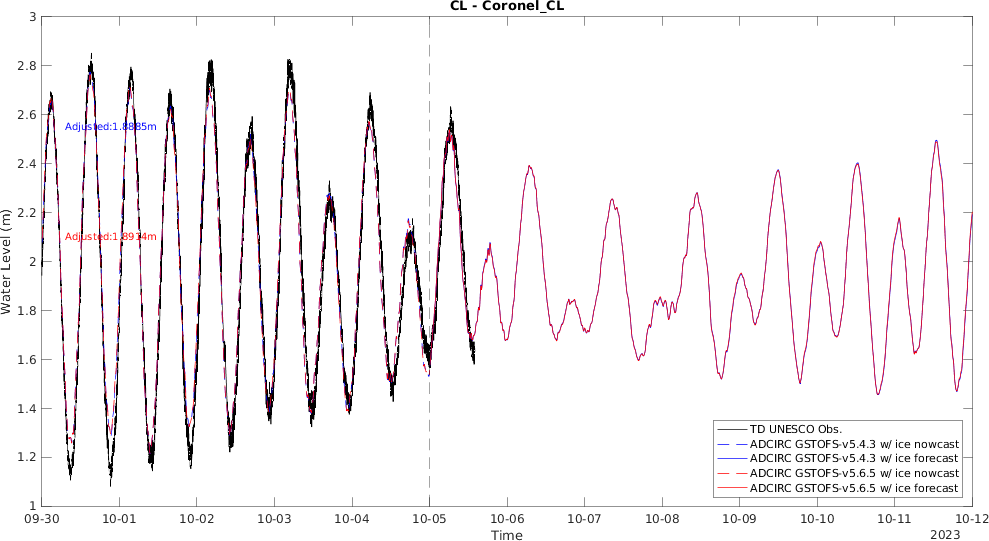 CL - Coronel_CL
3
2.8
2.6
2.4
2.2
2
1.8
1.6
1.4
1.2
1
Water Level (m)
Adjusted:1.8885m
Adjusted:1.8914m
09-30 10-01 10-02 10-03 10-04 10-05 10-06 10-07 10-08 10-09 10-10 10-11 10-12
Time
2023
TD UNESCO Obs.
ADCIRC GSTOFS-v5.4.3 w/ ice nowcast
ADCIRC GSTOFS-v5.4.3 w/ ice forecast
ADCIRC GSTOFS-v5.6.5 w/ ice nowcast
ADCIRC GSTOFS-v5.6.5 w/ ice forecast